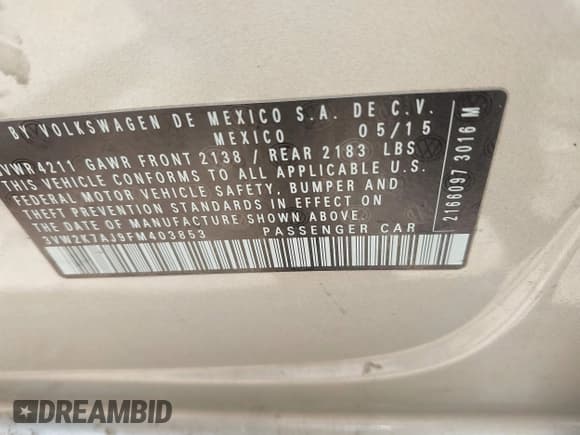 BY VOLKSWAGEN DE MEXICO S.A. DE C.V.
MEXICO 05/15
GVWR 4211 GAWR FRONT 2138 / REAR 2183 LBS
THIS VEHICLE CONFORMS TO ALL APPLICABLE U.S.
FEDERAL MOTOR VEHICLE SAFETY, BUMPER AND
THEFT PREVENTION STANDARDS IN EFFECT ON
THE DATE OF MANUFACTURE SHOWN ABOVE.
3VW2K7AJ9FM403853 PASSENGER CAR
2166097 3016 M
DREAMBID